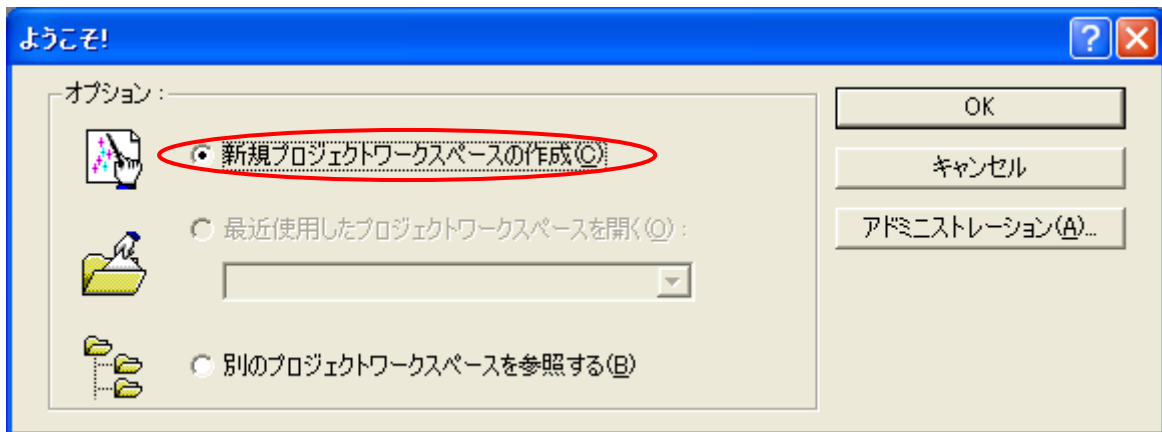 ようこそ!
オプション :
新規プロジェクトワークスペースの作成(C)
最近使用したプロジェクトワークスペースを開く(O) :
別のプロジェクトワークスペースを参照する(B)
OK
キャンセル
アドミニストレーション(A)...